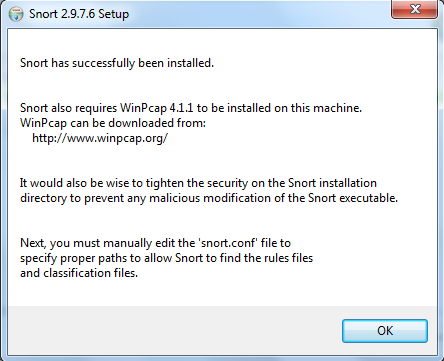 Snort 2.9.7.6 Setup
Snort has successfully been installed.
Snort also requires WinPcap 4.1.1 to be installed on this machine.
WinPcap can be downloaded from:
http://www.winpcap.org/
It would also be wise to tighten the security on the Snort installation
directory to prevent any malicious modification of the Snort executable.
Next, you must manually edit the 'snort.conf' file to
specify proper paths to allow Snort to find the rules files
and classification files.
OK